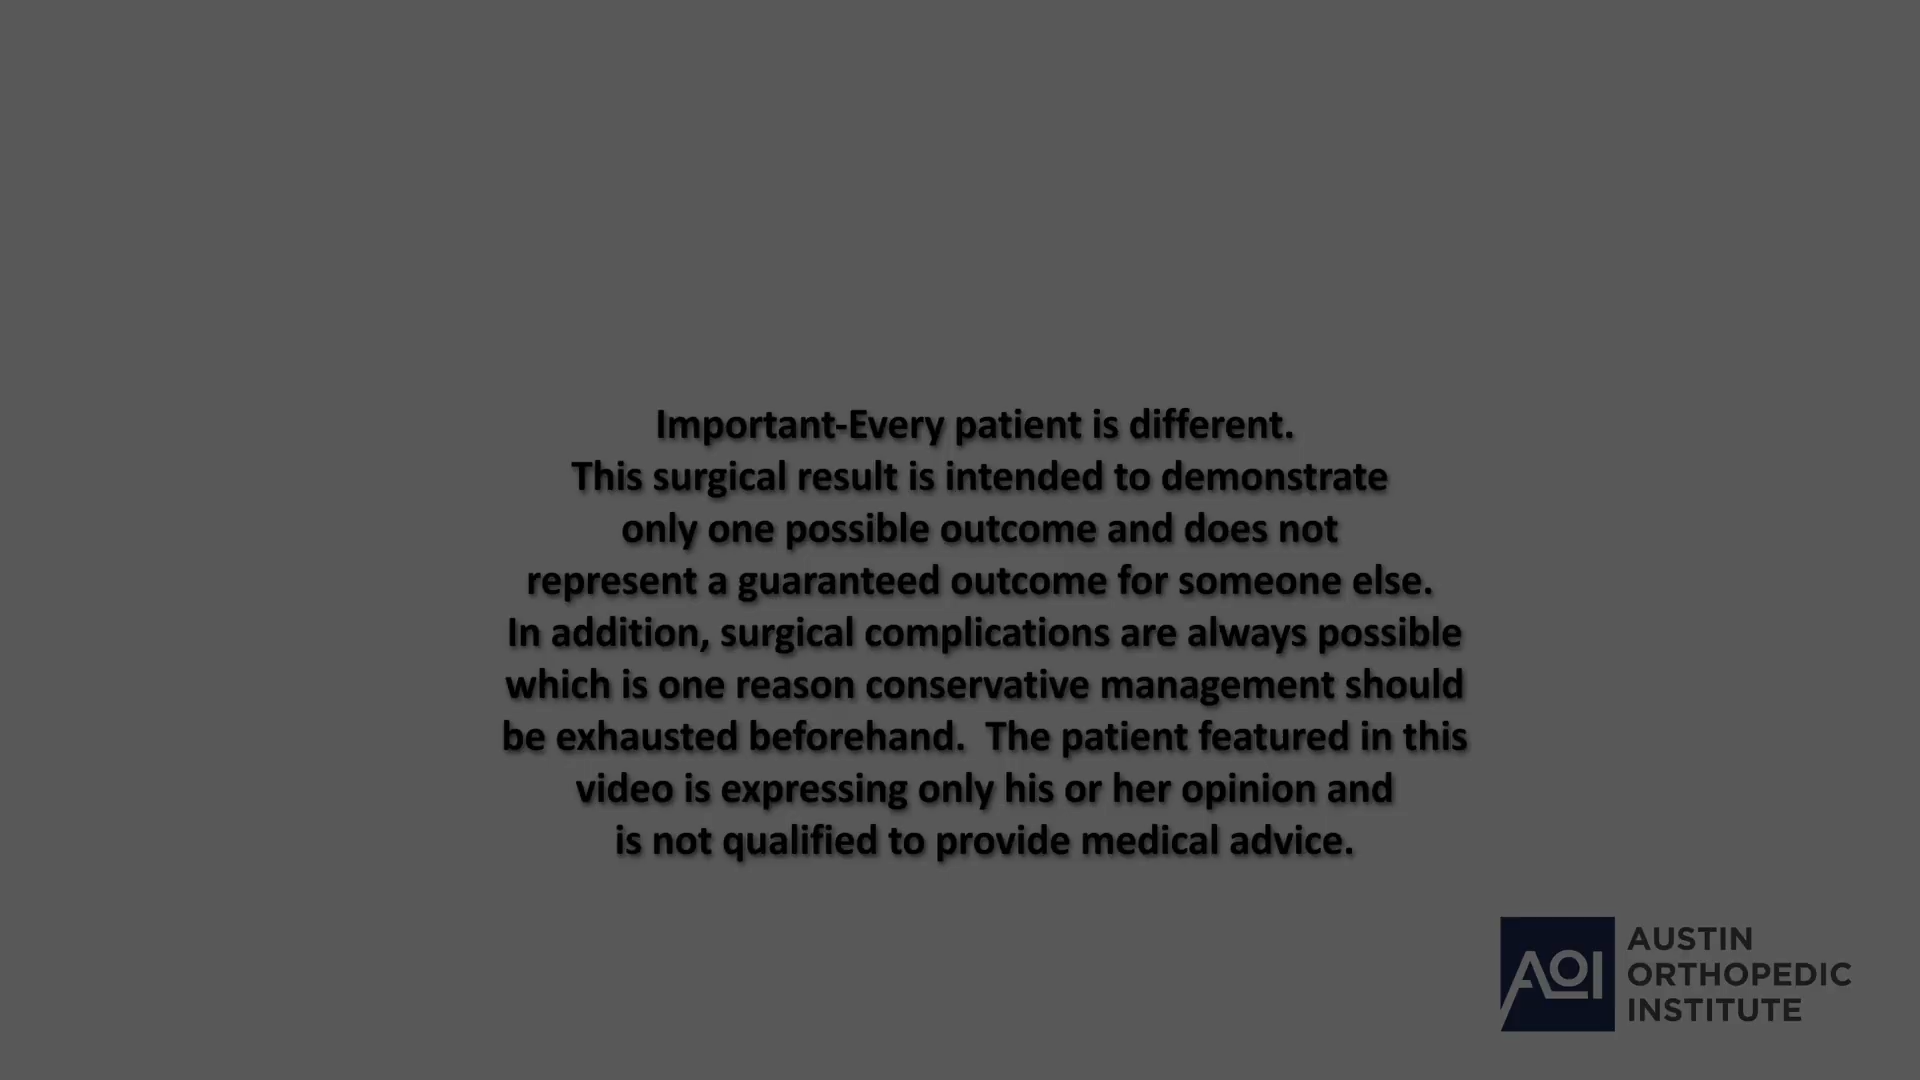 Important-Every patient is different.
This surgical result is intended to demonstrate
only one possible outcome and does not
represent a guaranteed outcome for someone else.
In addition, surgical complications are always possible
which is one reason conservative management should
be exhausted beforehand.  The patient featured in this
video is expressing only his or her opinion and
is not qualified to provide medical advice.
AOI
AUSTIN
ORTHOPEDIC
INSTITUTE